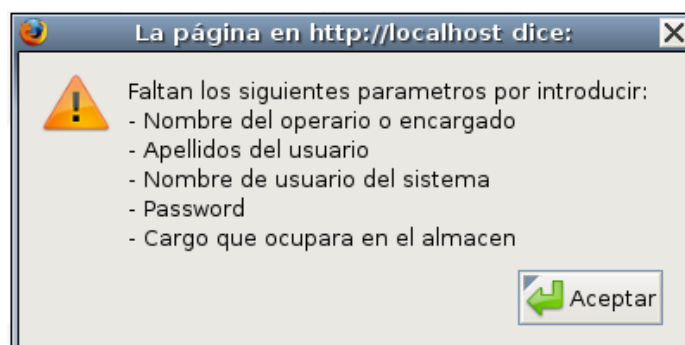 La página en http://localhost dice:
Faltan los siguientes parametros por introducir:
- Nombre del operario o encargado
- Apellidos del usuario
- Nombre de usuario del sistema
- Password
- Cargo que ocupara en el almacen
Aceptar